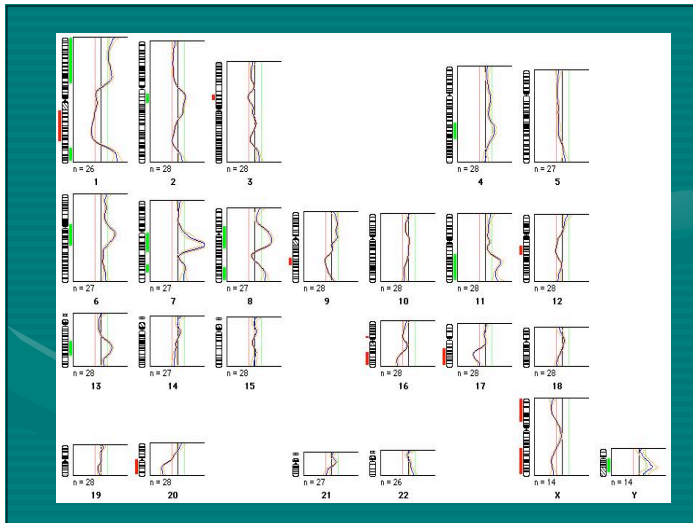 n = 26
n = 28
n = 28
n = 28
n = 27
1
2
3
4
5
n = 27
n = 27
n = 27
n = 28
n = 28
n = 28
n = 28
6
7
8
9
10
11
12
n = 28
n = 27
n = 28
n = 28
n = 28
n = 28
13
14
15
16
17
18
n = 28
n = 28
n = 27
n = 26
n = 14
n = 14
19
20
21
22
X
Y